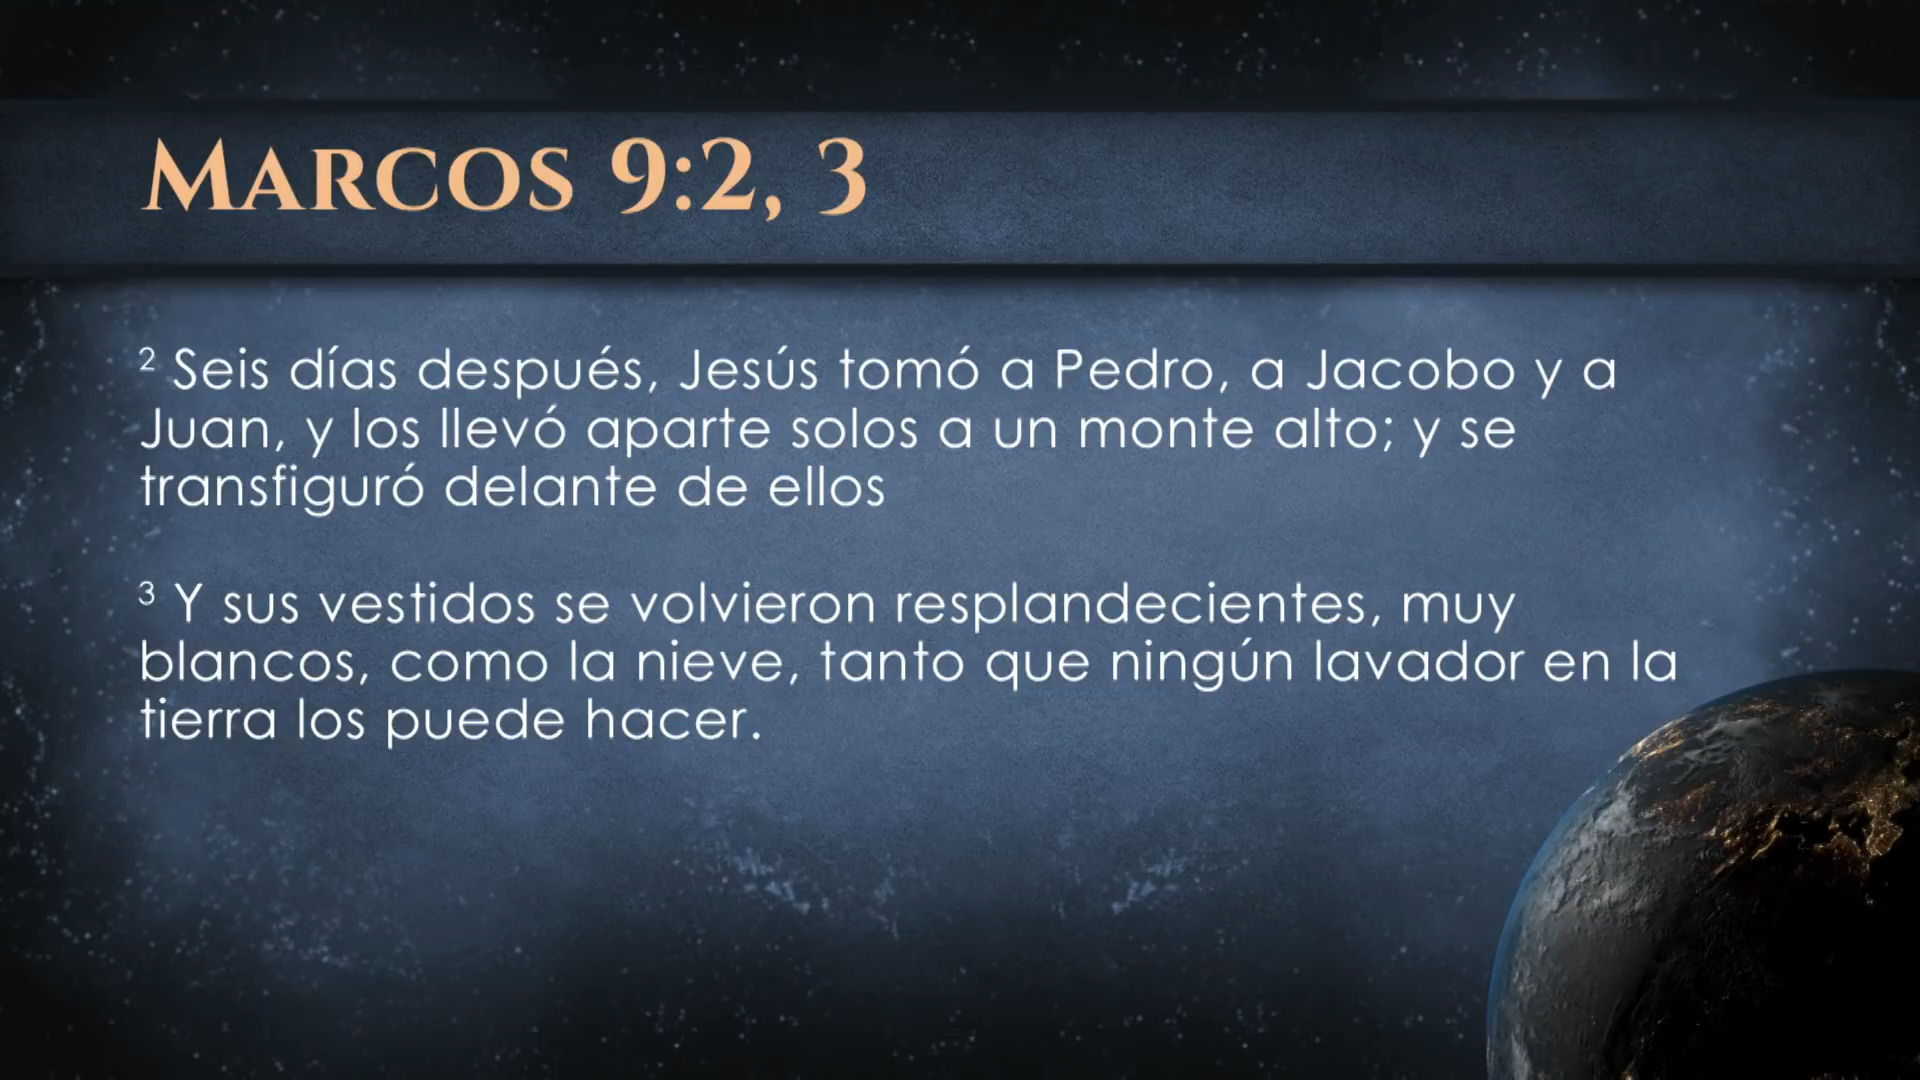 Marcos 9:2, 3
² Seis días después, Jesús tomó a Pedro, a Jacobo y a
Juan, y los llevó aparte solos a un monte alto; y se
transfiguró delante de ellos
³ Y sus vestidos se volvieron resplandecientes, muy
blancos, como la nieve, tanto que ningún lavador en la
tierra los puede hacer.